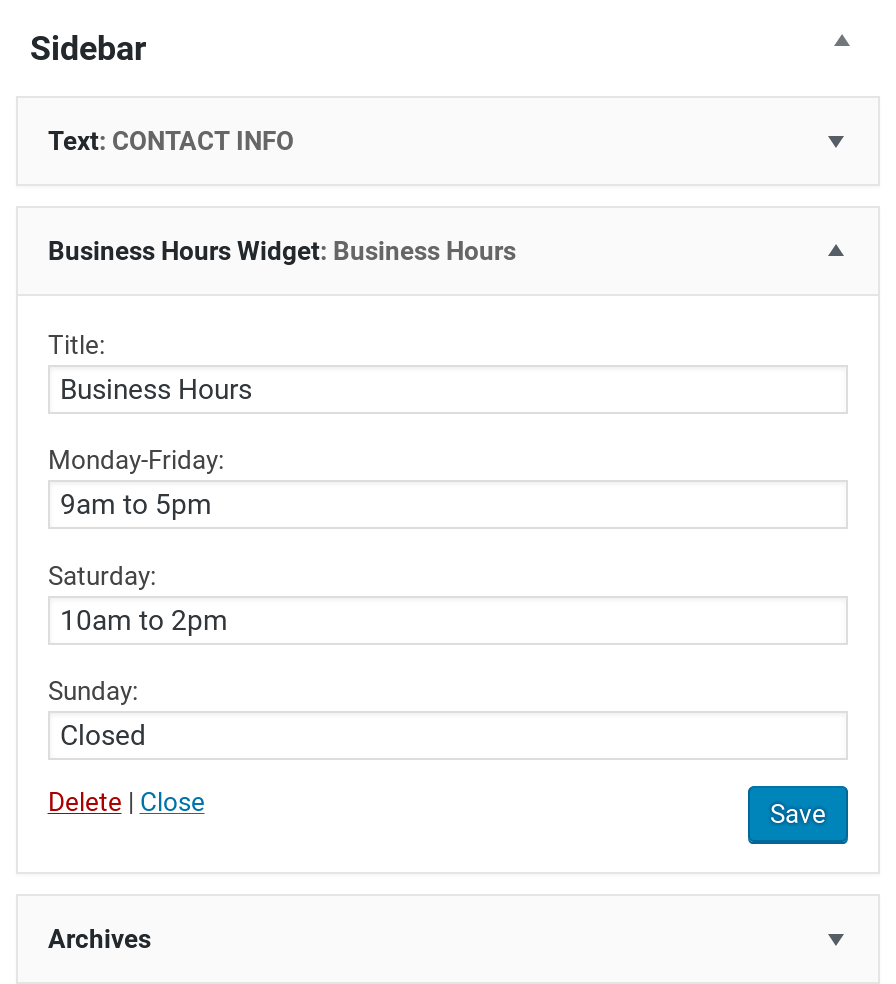 Sidebar
Text: CONTACT INFO
Business Hours Widget: Business Hours
Title:
Business Hours
Monday-Friday:
9am to 5pm
Saturday:
10am to 2pm
Sunday:
Closed
Delete | Close
Save
Archives